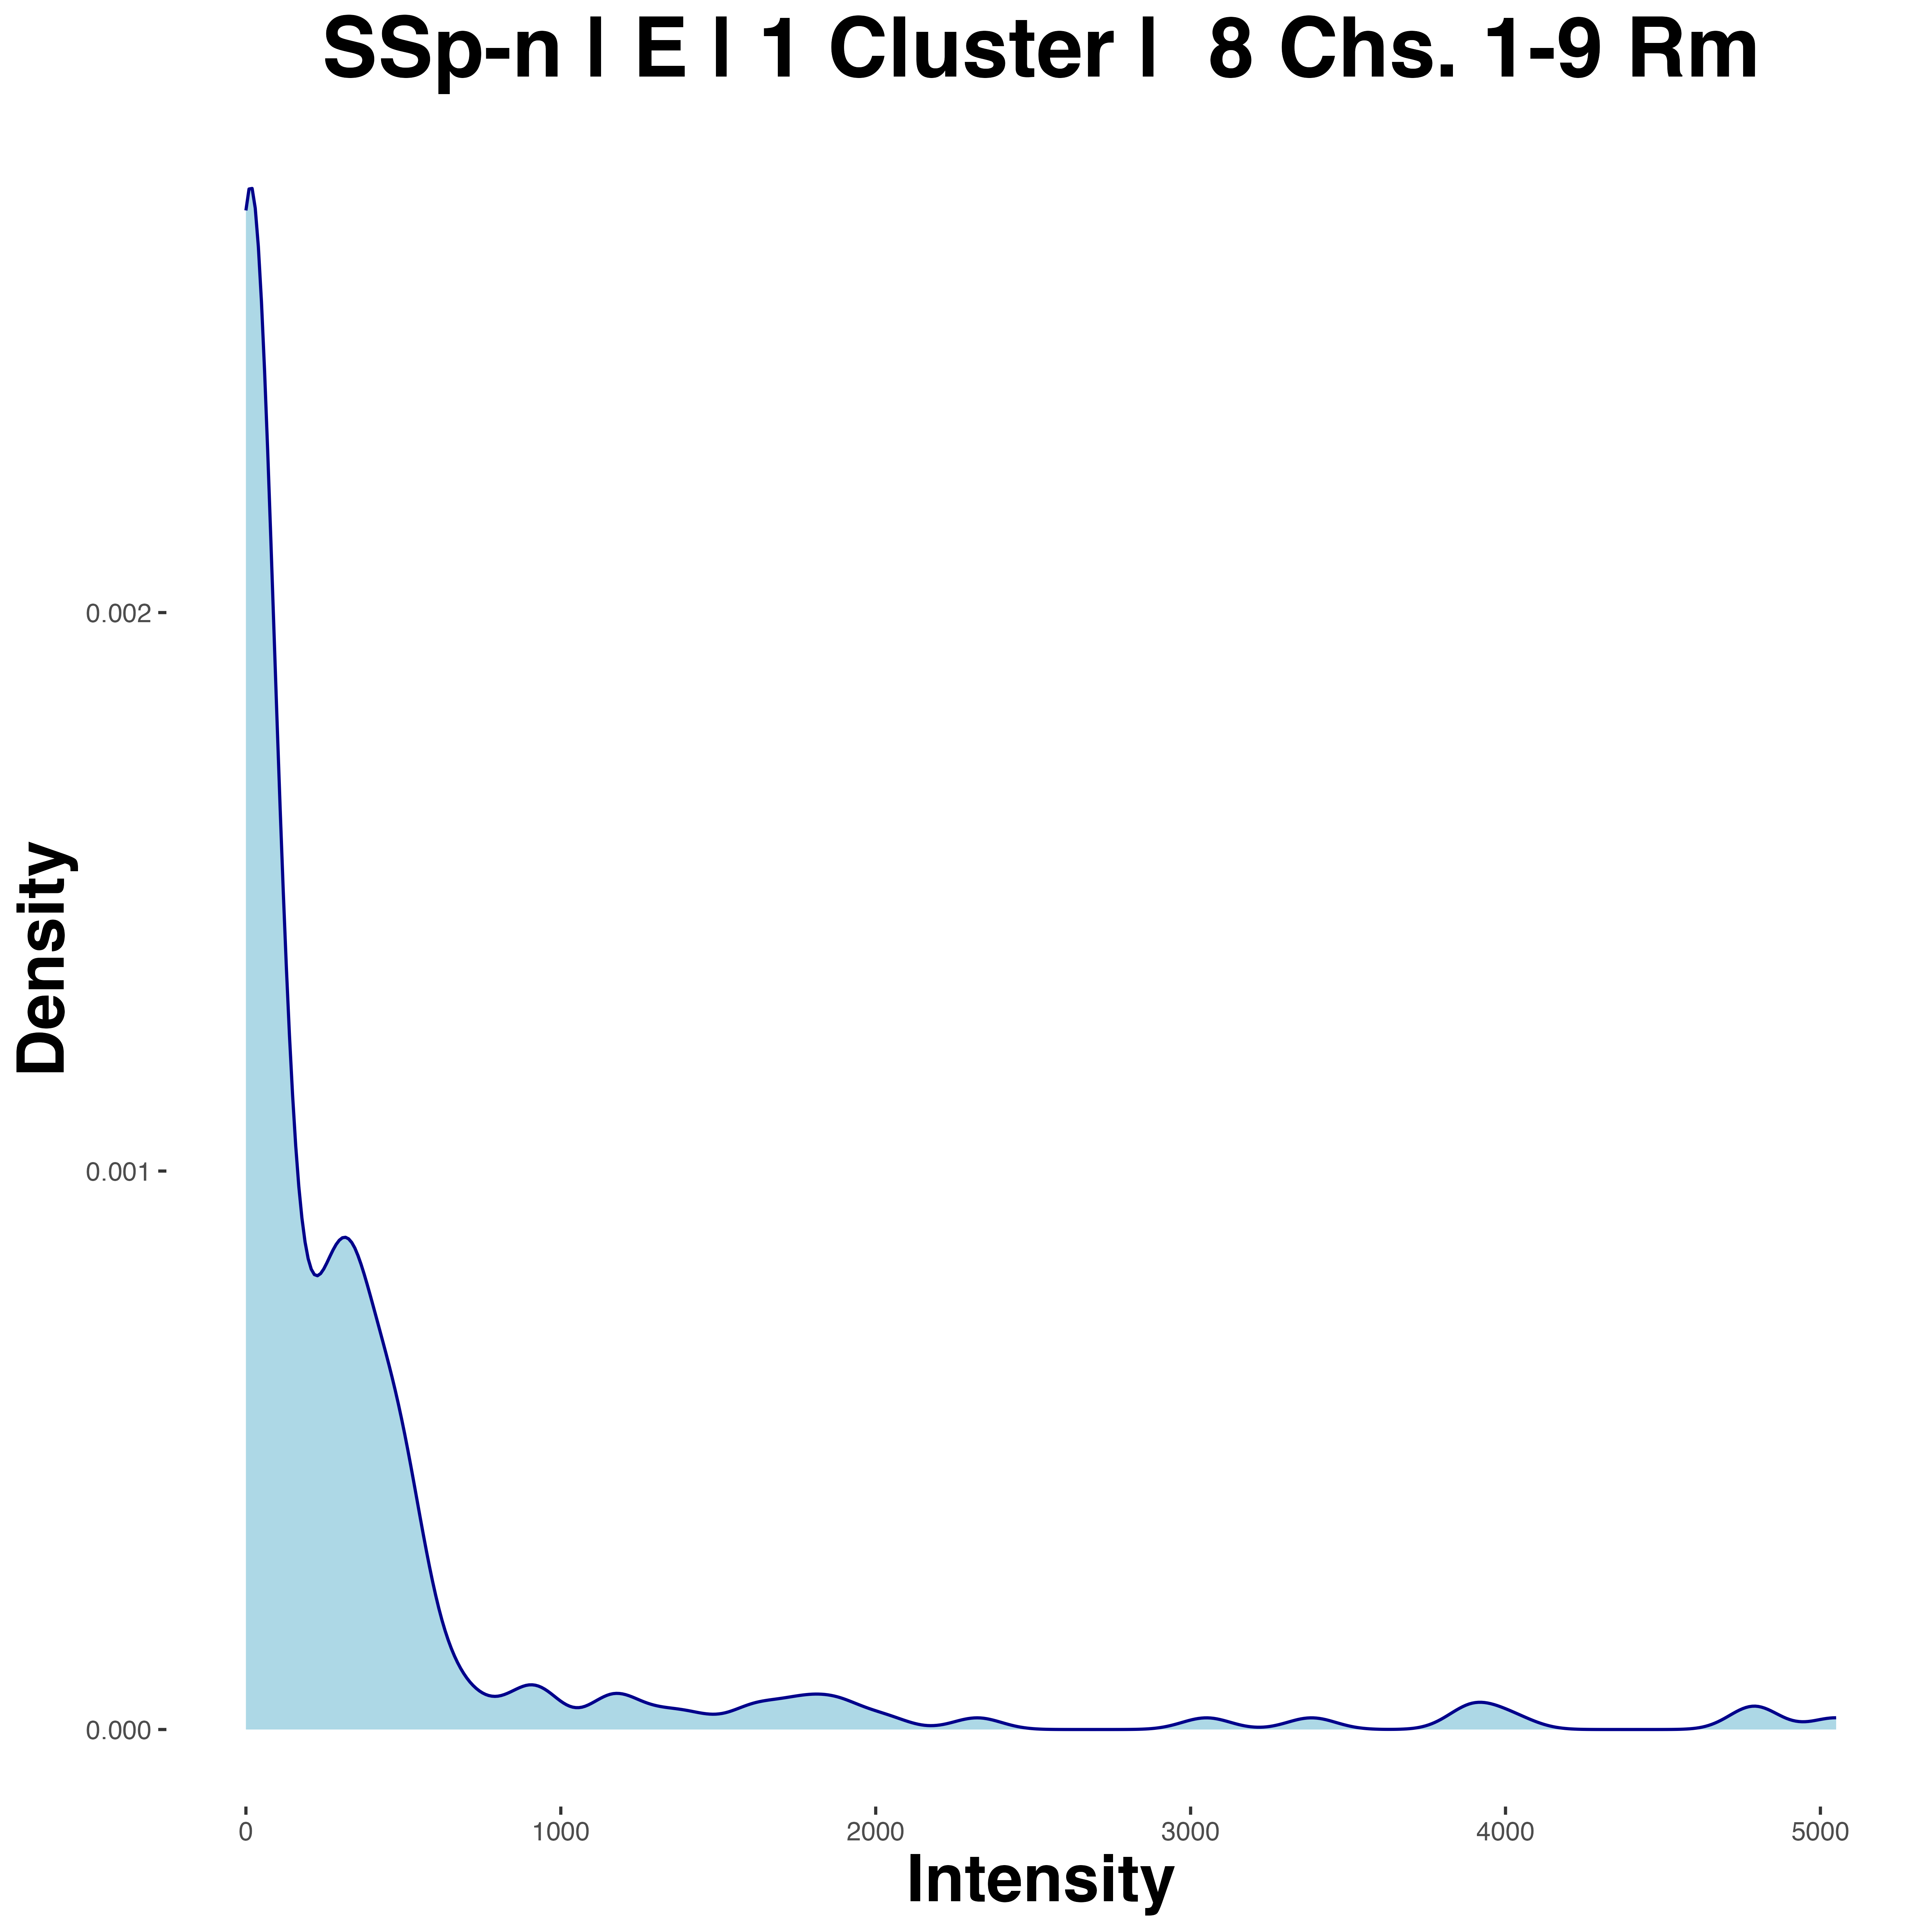 SSp-n | E | 1 Cluster |  8 Chs. 1-9 Rm
Density
0.002
0.001
0.000
0 1000 2000 3000 4000 5000
Intensity